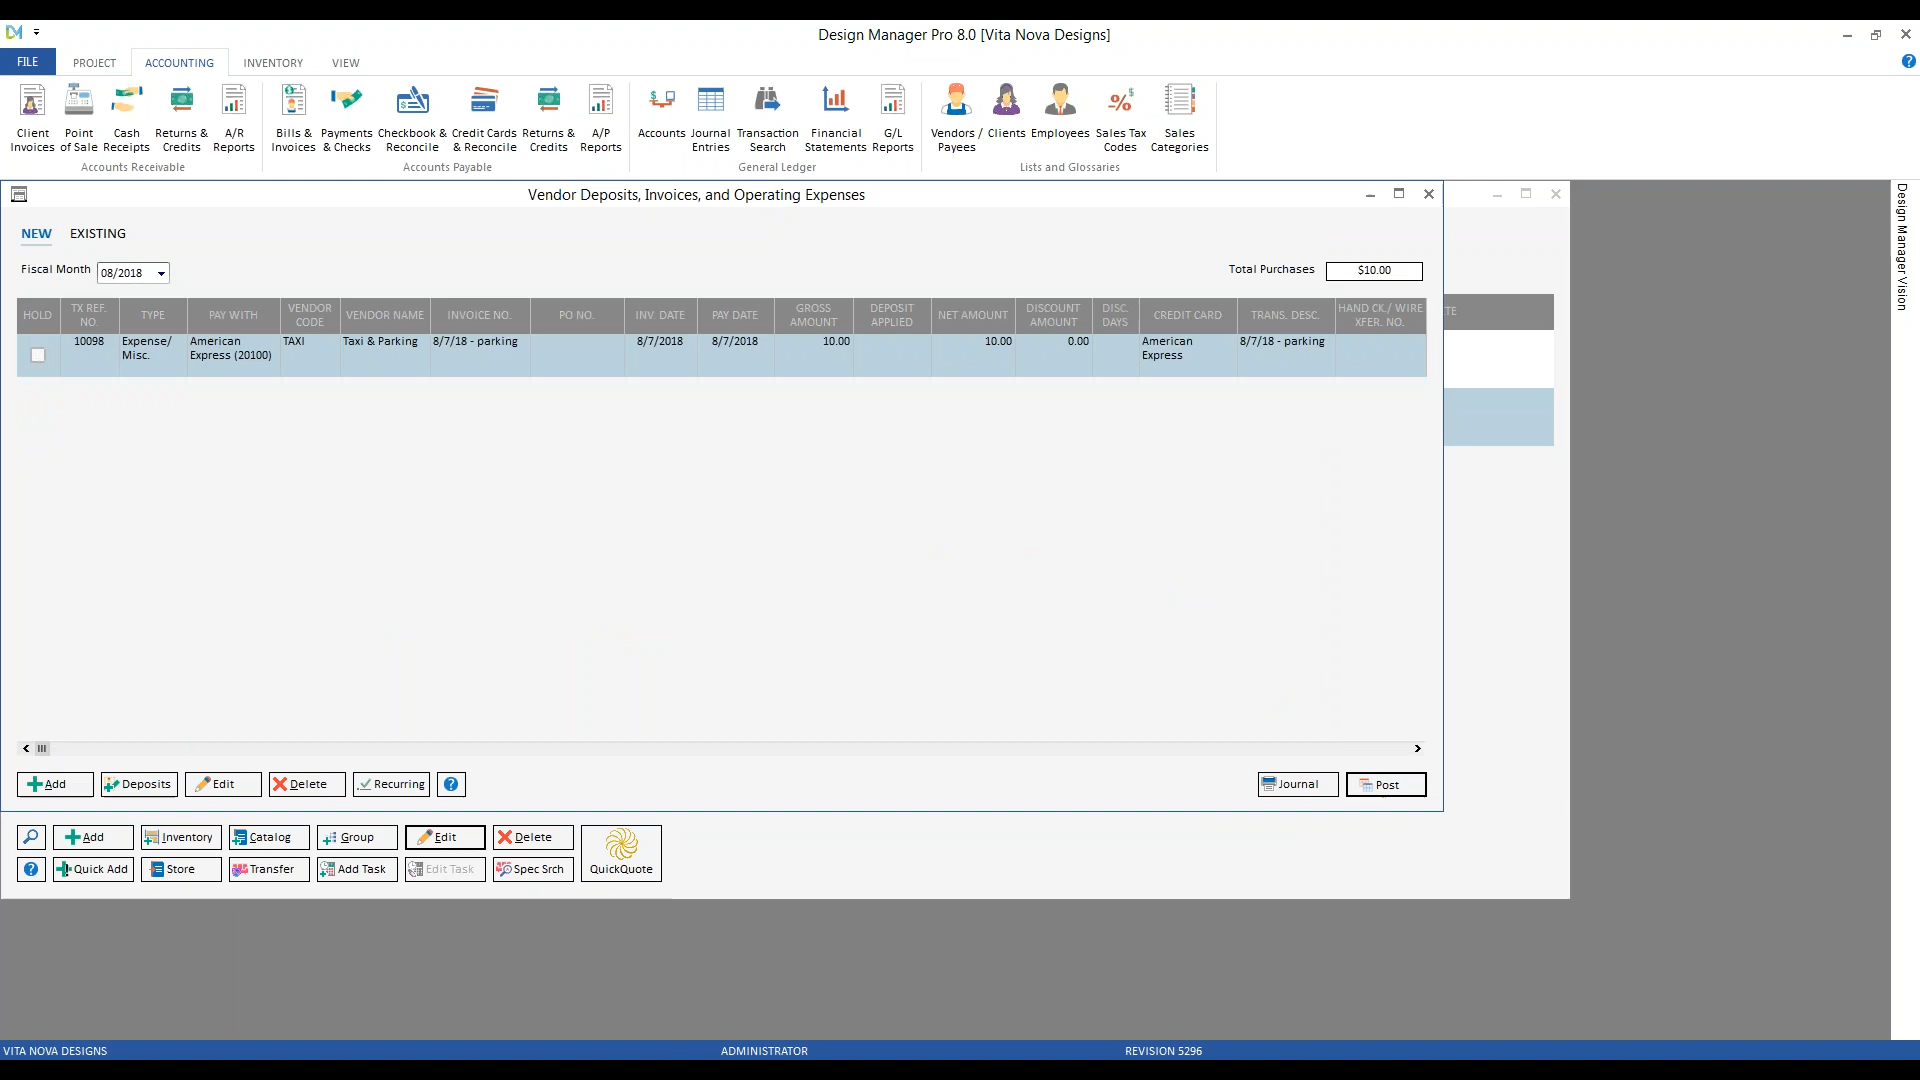 Design Manager Pro 8.0 [Vita Nova Designs]
FILE PROJECT ACCOUNTING INVENTORY VIEW
Client Invoices
Point of Sale
Cash Receipts
Returns & Credits
A/R Reports
Accounts Receivable
Bills & Invoices
Payments & Checks
Checkbook & Reconcile
Credit Cards & Reconcile
Returns & Credits
A/P Reports
Accounts Payable
Accounts
Journal Entries
Transaction Search
Financial Statements
G/L Reports
General Ledger
Vendors / Payees
Clients
Employees
Sales Tax Codes
Sales Categories
Lists and Glossaries
Vendor Deposits, Invoices, and Operating Expenses
NEW EXISTING
Fiscal Month 08/2018
Total Purchases $10.00
HOLD
TX REF. NO.
TYPE
PAY WITH
VENDOR CODE
VENDOR NAME
INVOICE NO.
PO NO.
INV. DATE
PAY DATE
GROSS AMOUNT
DEPOSIT APPLIED
NET AMOUNT
DISCOUNT AMOUNT
DISC. DAYS
CREDIT CARD
TRANS. DESC.
HAND CK./ WIRE XFER. NO.
TE
10098
Expense/ Misc.
American Express (20100)
TAXI
Taxi & Parking
8/7/18 - parking
8/7/2018
8/7/2018
10.00
10.00
0.00
American Express
8/7/18 - parking
Add Deposits Edit Delete Recurring
Journal Post
Add Inventory Catalog Group Edit Delete
Quick Add Store Transfer Add Task Edit Task Spec Srch
QuickQuote
Design Manager Vision
VITA NOVA DESIGNS ADMINISTRATOR REVISION 5296